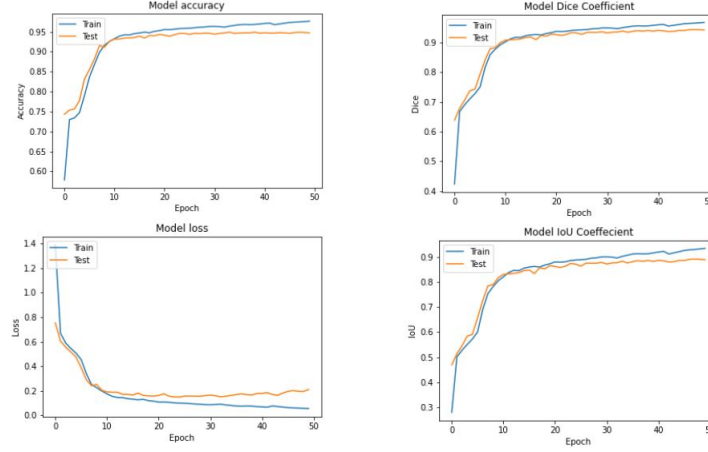 Model accuracy
Train
Test
Accuracy
0.95
0.90
0.85
0.80
0.75
0.70
0.65
0.60
0 10 20 30 40 50
Epoch
Model Dice Coefficient
Train
Test
Dice
0.9
0.8
0.7
0.6
0.5
0.4
0 10 20 30 40 50
Epoch
Model loss
Train
Test
Loss
1.4
1.2
1.0
0.8
0.6
0.4
0.2
0.0
0 10 20 30 40 50
Epoch
Model IoU Coeffecient
Train
Test
IoU
0.9
0.8
0.7
0.6
0.5
0.4
0.3
0 10 20 30 40
Epoch